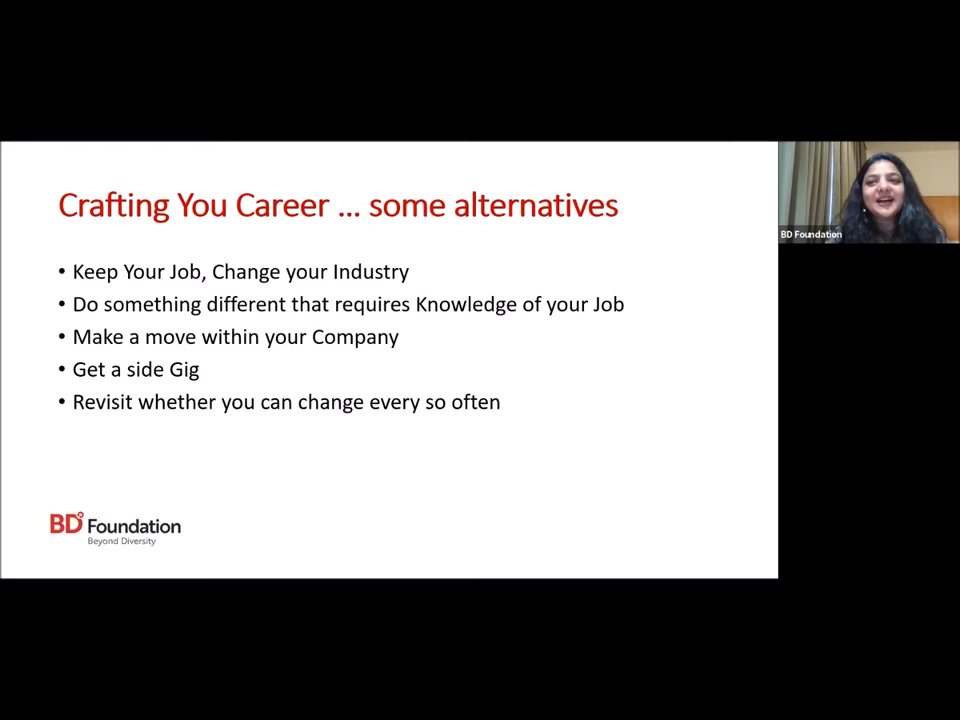 Crafting You Career ... some alternatives
• Keep Your Job, Change your Industry
• Do something different that requires Knowledge of your Job
• Make a move within your Company
• Get a side Gig
• Revisit whether you can change every so often
BD Foundation
Beyond Diversity
BD Foundation